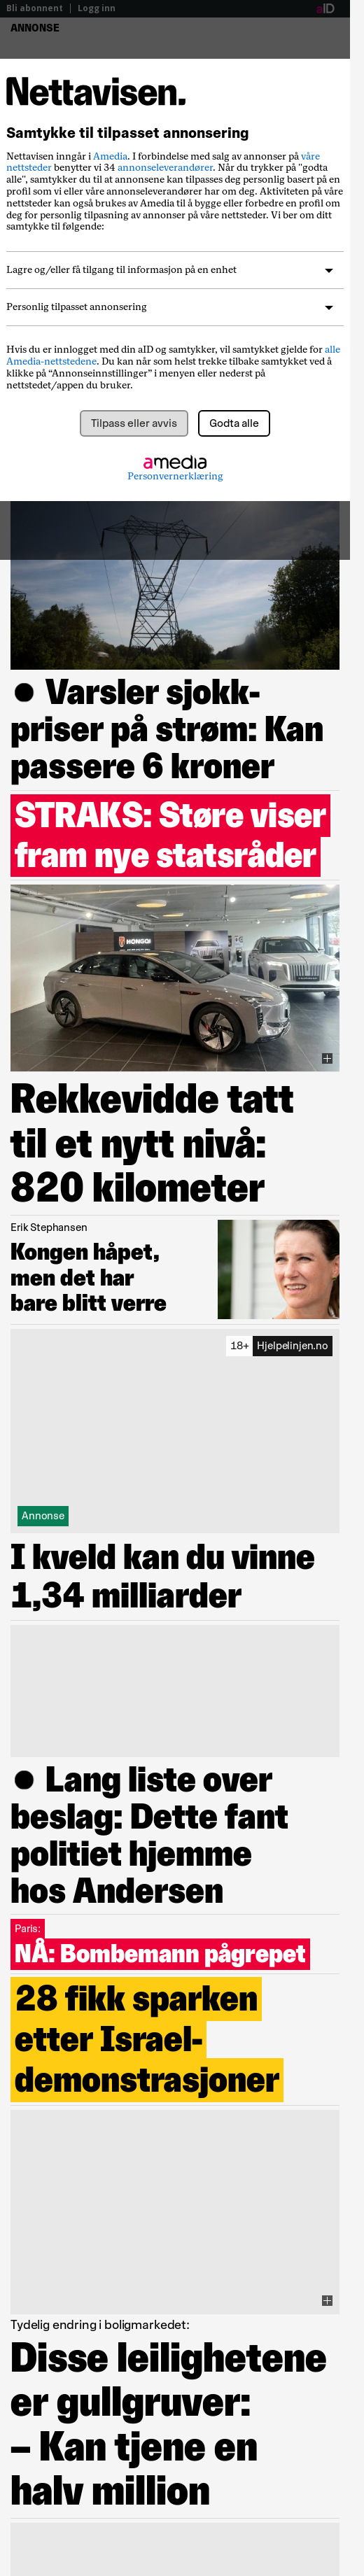 Bli abonnent | Logg inn
aID
ANNONSE
Nettavisen.
Samtykke til tilpasset annonsering
Nettavisen inngår i Amedia. I forbindelse med salg av annonser på våre
nettsteder benytter vi 34 annonseleverandører. Når du trykker på "godta
alle", samtykker du til at annonsene kan tilpasses deg personlig basert på en
profil som vi eller våre annonseleverandører har om deg. Aktiviteten på våre
nettsteder kan også brukes av Amedia til å bygge eller forbedre en profil om
deg for personlig tilpasning av annonser på våre nettsteder. Vi ber om ditt
samtykke til følgende:
Lagre og/eller få tilgang til informasjon på en enhet
Personlig tilpasset annonsering
Hvis du er innlogget med din aID og samtykker, vil samtykket gjelde for alle
Amedia-nettstedene. Du kan når som helst trekke tilbake samtykket ved å
klikke på “Annonseinnstillinger” i menyen eller nederst på
nettstedet/appen du bruker.
Tilpass eller avvis
Godta alle
amedia
Personvernerklæring
● Varsler sjokk-
priser på strøm: Kan
passere 6 kroner
STRAKS: Støre viser
fram nye statsråder
HONGQI
Rekkevidde tatt
til et nytt nivå:
820 kilometer
Erik Stephansen
Kongen håpet,
men det har
bare blitt verre
18+ Hjelpelinjen.no
Annonse
I kveld kan du vinne
1,34 milliarder
● Lang liste over
beslag: Dette fant
politiet hjemme
hos Andersen
Paris:
NÅ: Bombemann pågrepet
28 fikk sparken
etter Israel-
demonstrasjoner
Tydelig endring i boligmarkedet:
Disse leilighetene
er gullgruver:
– Kan tjene en
halv million